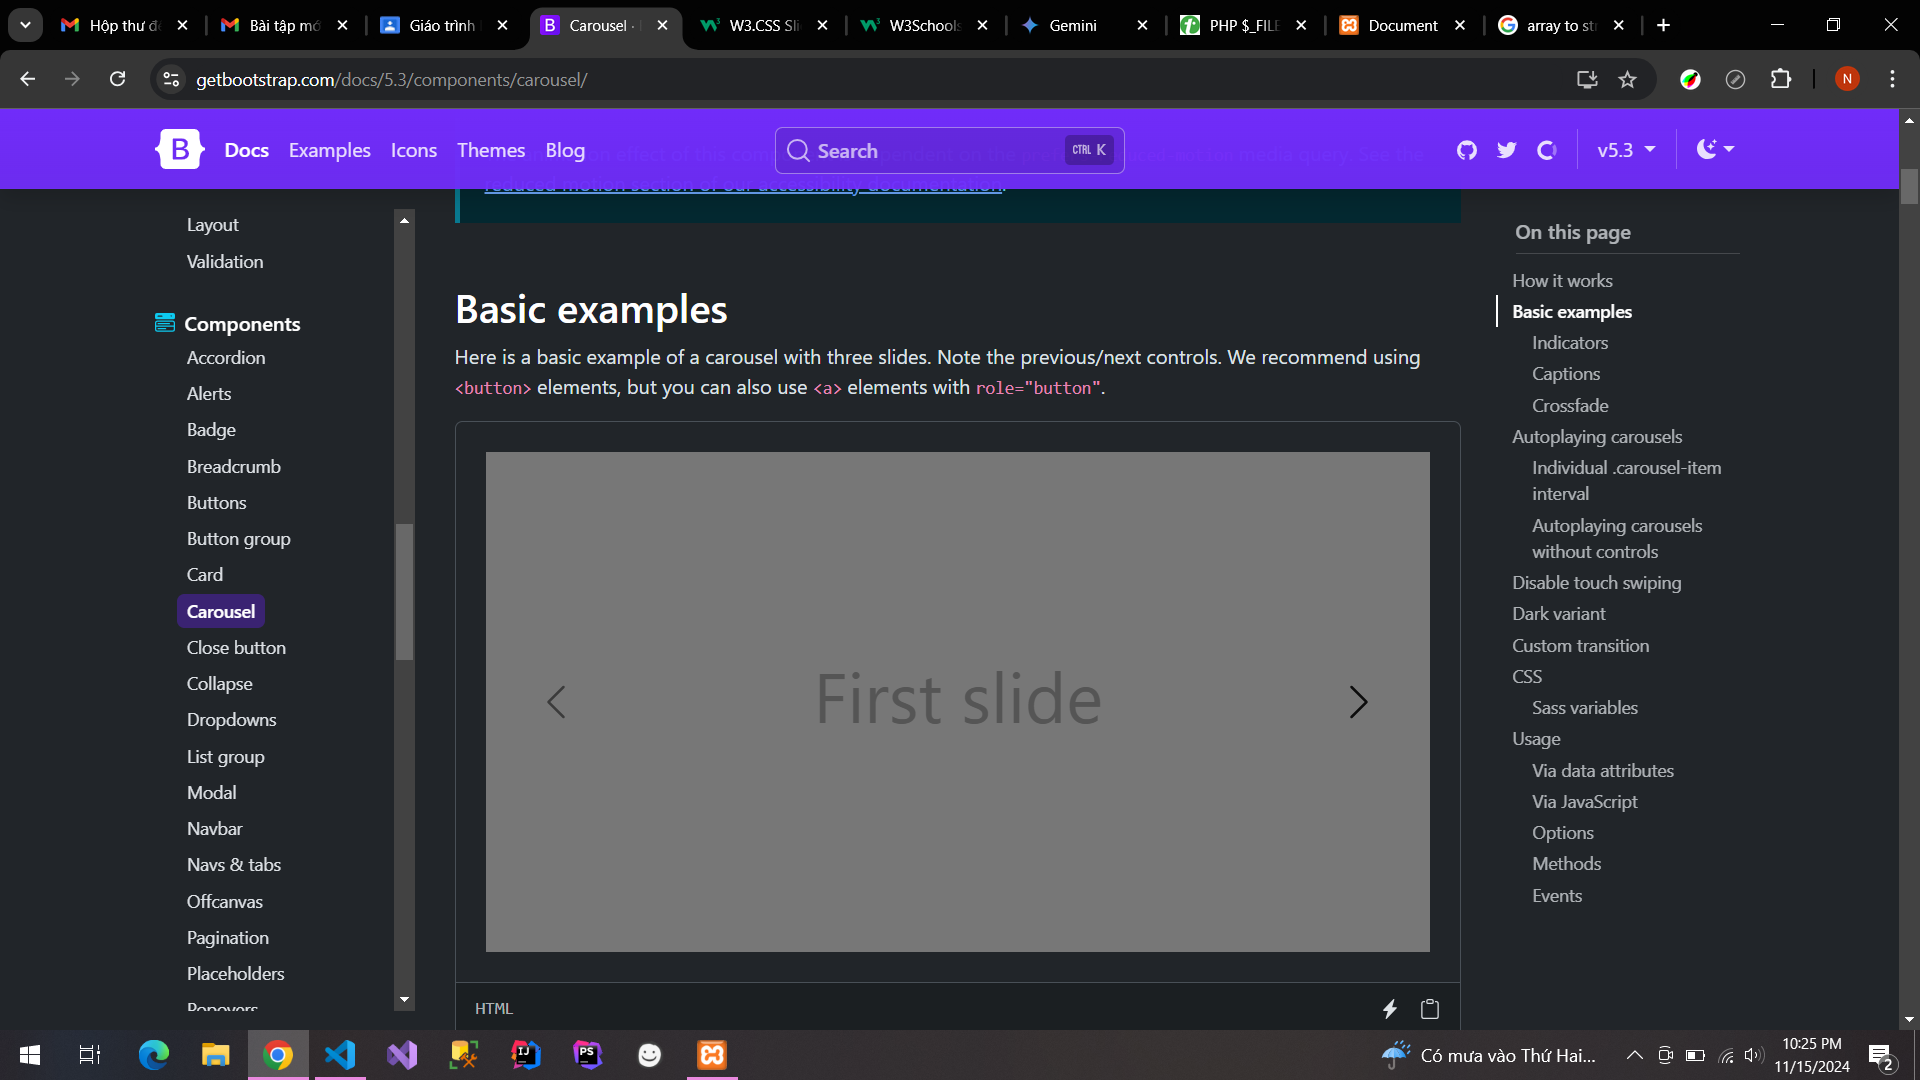 Hộp thư đ
Bài tập mớ
Giáo trình
Carousel ·
W3.CSS Sli
W3Schools
Gemini
PHP $_FILE
Document
array to st
getbootstrap.com/docs/5.3/components/carousel/
N
B
Docs
Examples
Icons
Themes
Blog
Search
CTRL K
v5.3
reduced motion section of our accessibility documentation.
Layout
Validation
Components
Accordion
Alerts
Badge
Breadcrumb
Buttons
Button group
Card
Carousel
Close button
Collapse
Dropdowns
List group
Modal
Navbar
Navs & tabs
Offcanvas
Pagination
Placeholders
Popovers
Basic examples
Here is a basic example of a carousel with three slides. Note the previous/next controls. We recommend using
<button> elements, but you can also use <a> elements with role="button".
First slide
HTML
On this page
How it works
Basic examples
Indicators
Captions
Crossfade
Autoplaying carousels
Individual .carousel-item
interval
Autoplaying carousels
without controls
Disable touch swiping
Dark variant
Custom transition
CSS
Sass variables
Usage
Via data attributes
Via JavaScript
Options
Methods
Events
IJ
PS
Có mưa vào Thứ Hai...
10:25 PM
11/15/2024
2